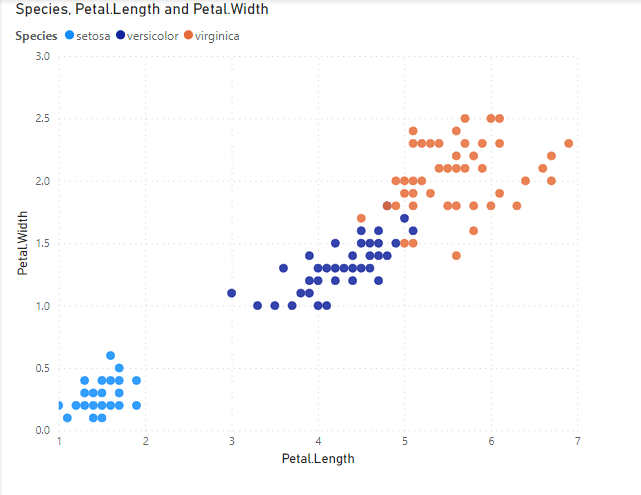 Species, Petal.Length and Petal.Width
Species setosa versicolor virginica
3.0
2.5
2.0
1.5
1.0
0.5
0.0
Petal.Width
1 2 3 4 5 6 7
Petal.Length